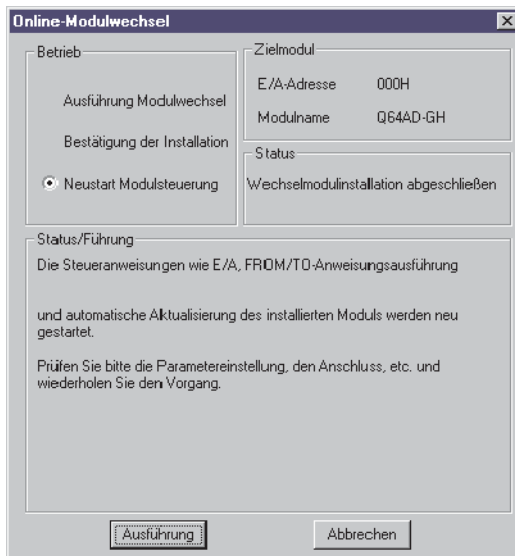 Online-Modulwechsel
Betrieb
Ausführung Modulwechsel
Bestätigung der Installation
Neustart Modulsteuerung
Zielmodul
E/A-Adresse 000H
Modulname Q64AD-GH
Status
Wechselmodulinstallation abgeschließen
Status/Führung
Die Steueranweisungen wie E/A, FROM/TO-Anweisungsausführung
und automatische Aktualisierung des installierten Moduls werden neu
gestartet.
Prüfen Sie bitte die Parametereinstellung, den Anschluss, etc. und
wiederholen Sie den Vorgang.
Ausführung
Abbrechen